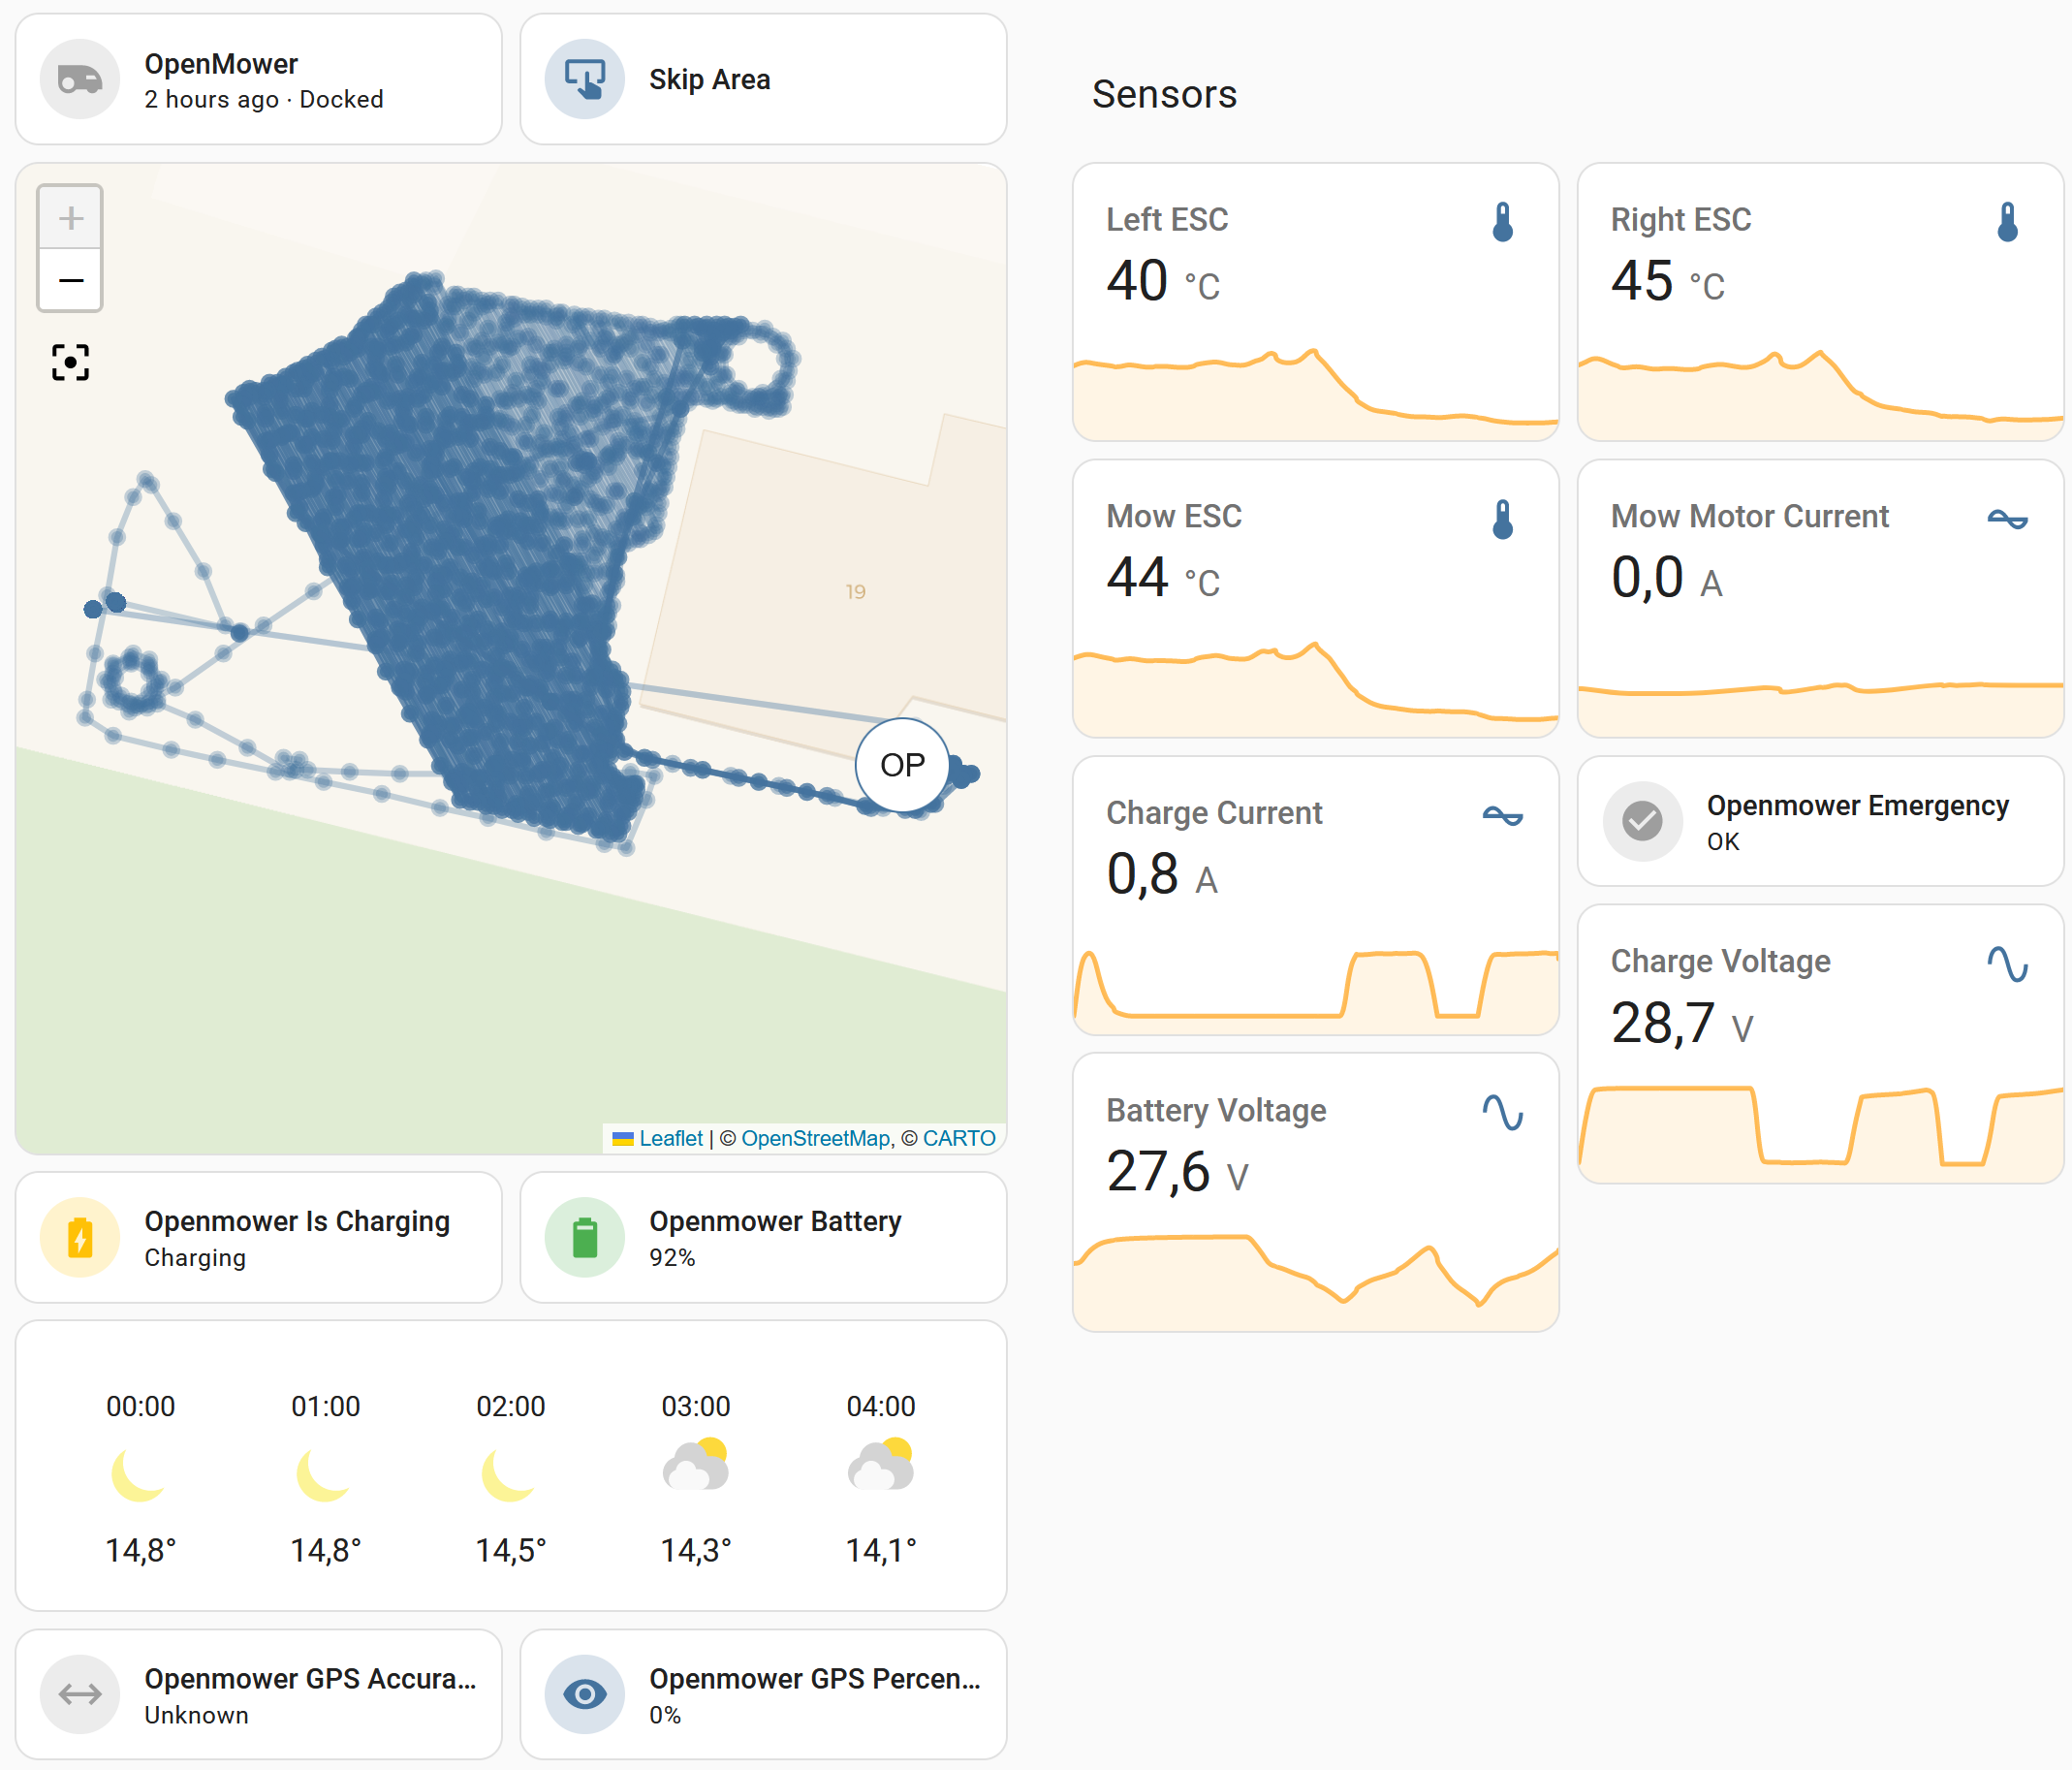 OpenMower
2 hours ago · Docked
Skip Area
+
−
19
OP
Leaflet | © OpenStreetMap, © CARTO
Openmower Is Charging
Charging
Openmower Battery
92%
00:00
01:00
02:00
03:00
04:00
14,8°
14,8°
14,5°
14,3°
14,1°
Openmower GPS Accura...
Unknown
Openmower GPS Percen...
0%
Sensors
Left ESC
40 °C
Right ESC
45 °C
Mow ESC
44 °C
Mow Motor Current
0,0 A
Charge Current
0,8 A
Openmower Emergency
OK
Charge Voltage
28,7 V
Battery Voltage
27,6 V